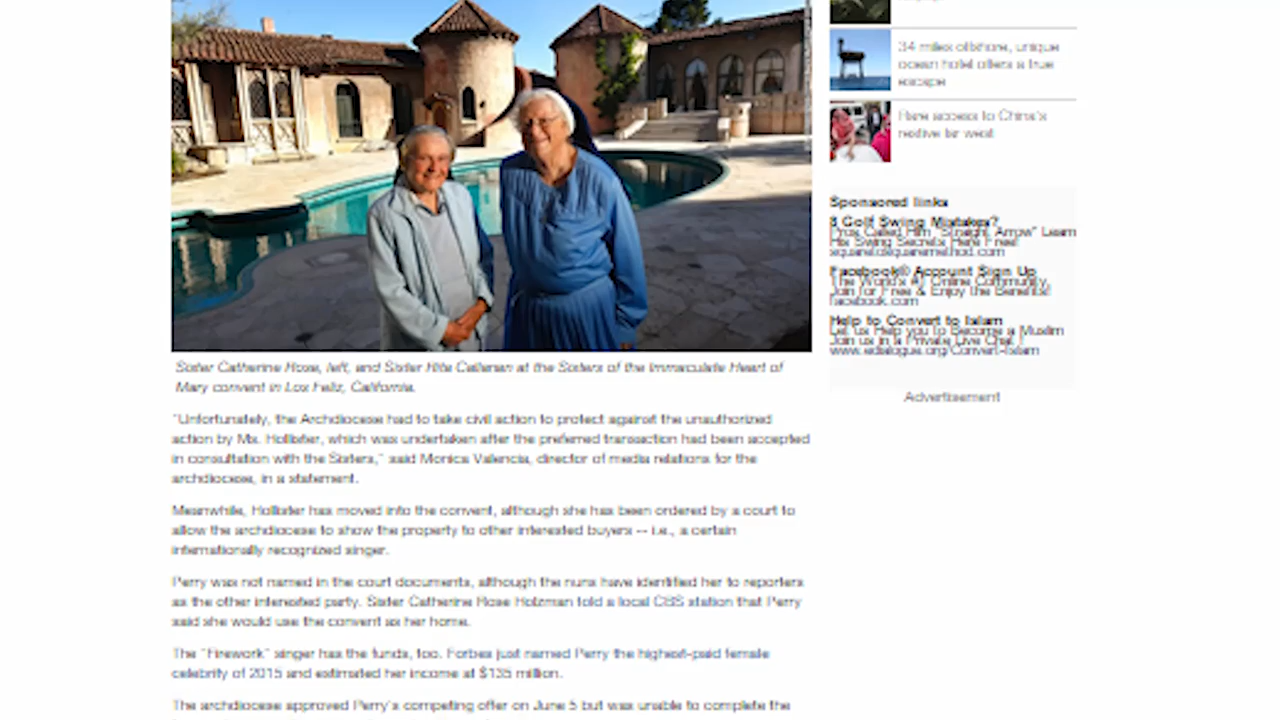 34 miles offshore, unique
ocean hotel offers a true
escape
Rare access to China's
restive far west
Sponsored links
8 Golf Swing Mistakes?
Pros Called Him "Straight Arrow" Learn
His Swing Secrets Here Free!
squaretosquaremethod.com
Facebook® Account Sign Up
The World's #1 Online Community,
Join for Free & Enjoy the Benefits!
facebook.com
Help to Convert to Islam
Let us Help you to Become a Muslim
Join us in a Private Live Chat !
www.edialogue.org/Convert-Islam
Advertisement
Sister Catherine Rose, left, and Sister Rita Callanan at the Sisters of the Immaculate Heart of
Mary convent in Los Feliz, California.
"Unfortunately, the Archdiocese had to take civil action to protect against the unauthorized
action by Ms. Hollister, which was undertaken after the preferred transaction had been accepted
in consultation with the Sisters," said Monica Valencia, director of media relations for the
archdiocese, in a statement.
Meanwhile, Hollister has moved into the convent, although she has been ordered by a court to
allow the archdiocese to show the property to other interested buyers -- i.e., a certain
internationally recognized singer.
Perry was not named in the court documents, although the nuns have identified her to reporters
as the other interested party. Sister Catherine Rose Holzman told a local CBS station that Perry
said she would use the convent as her home.
The "Firework" singer has the funds, too. Forbes just named Perry the highest-paid female
celebrity of 2015 and estimated her income at $135 million.
The archdiocese approved Perry's competing offer on June 5 but was unable to complete the